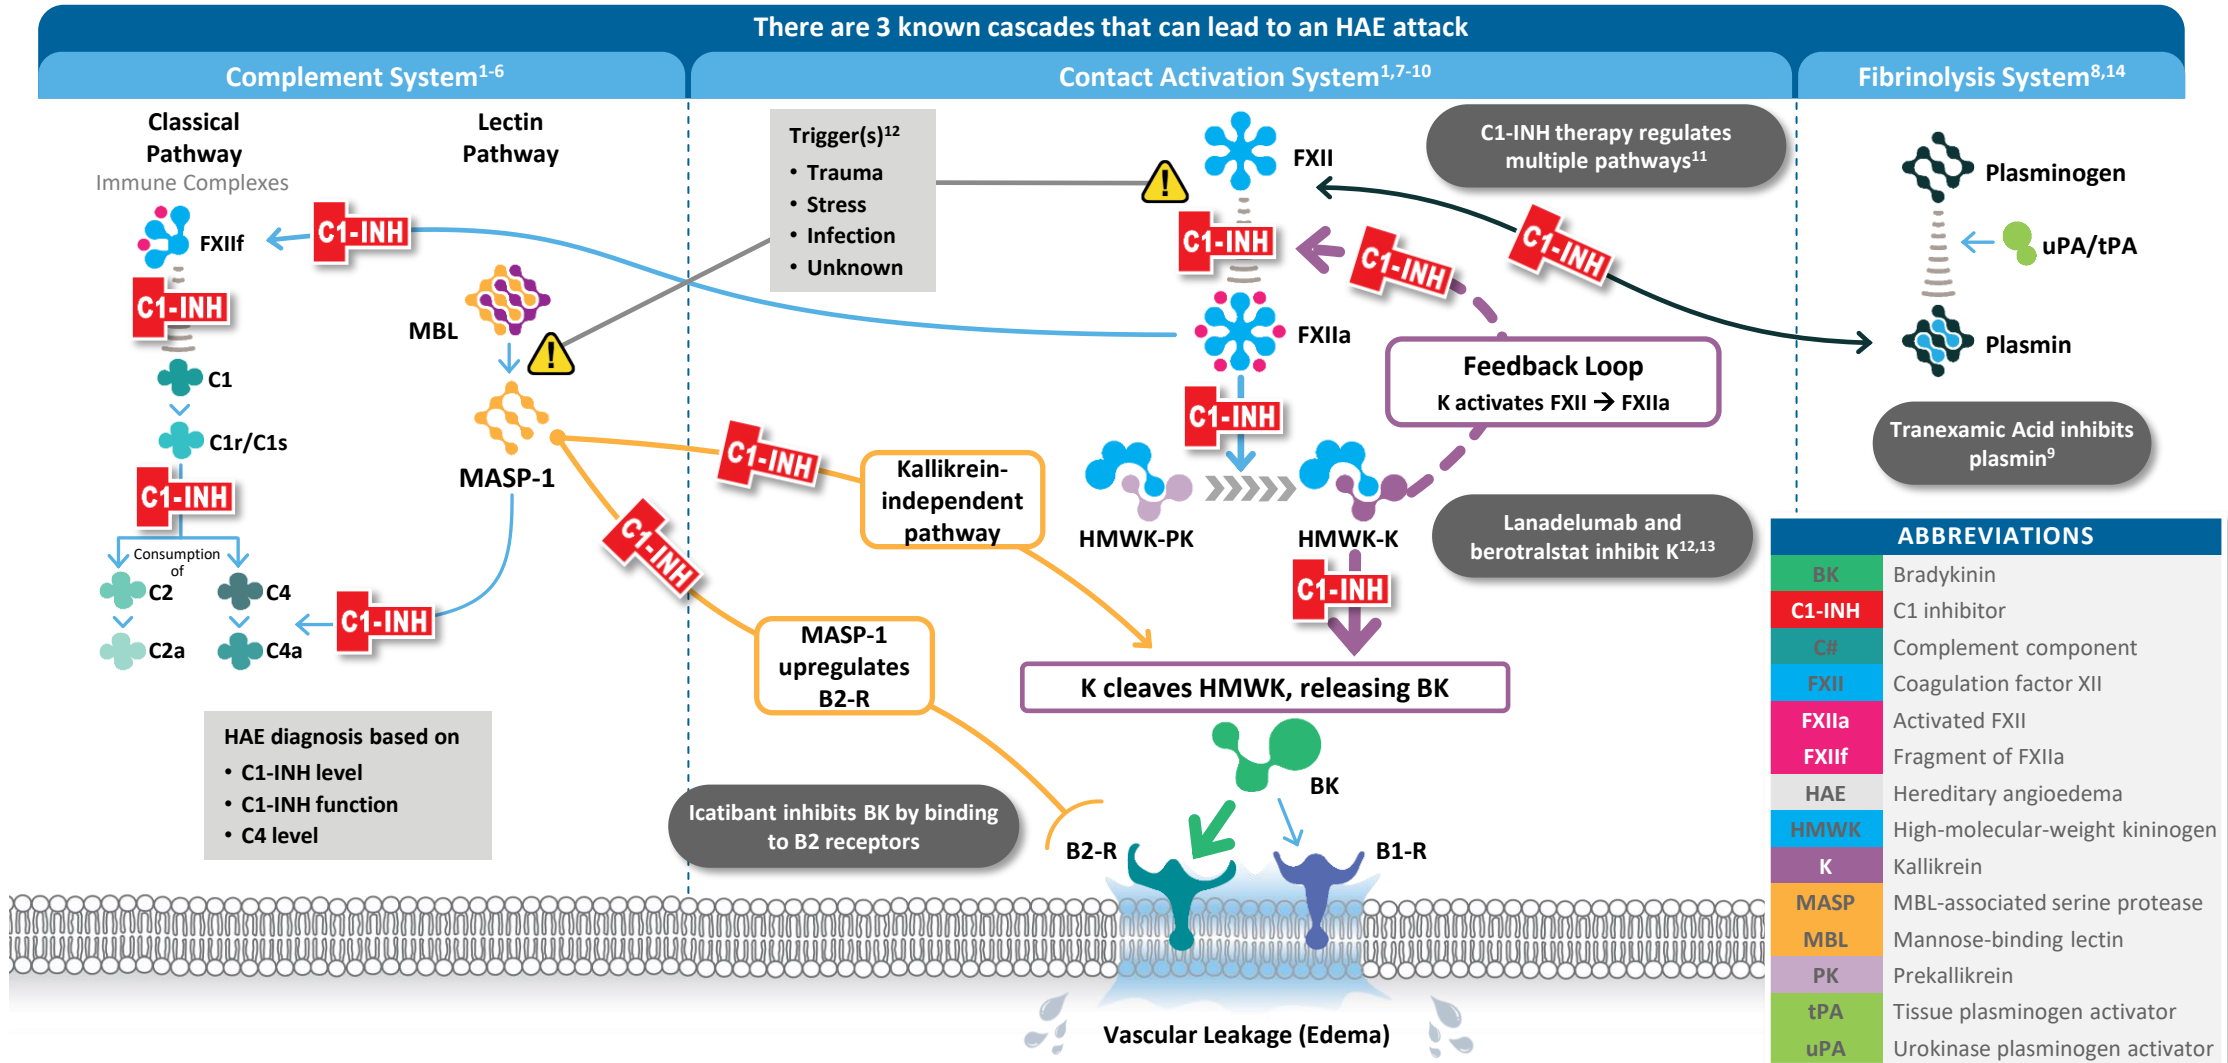 There are 3 known cascades that can lead to an HAE attack
Complement System1-6
Contact Activation System1,7-10
Fibrinolysis System8,14
Classical
Pathway
Immune Complexes
Lectin
Pathway
FXIIf
C1-INH
C1-INH
C1
C1r/C1s
C1-INH
Consumption
of
C2
C4
C2a
C4a
C1-INH
MBL
MASP-1
HAE diagnosis based on
• C1-INH level
• C1-INH function
• C4 level
Trigger(s)12
• Trauma
• Stress
• Infection
• Unknown
!
!
FXII
C1-INH
C1-INH
FXIIa
C1-INH
C1-INH therapy regulates
multiple pathways11
C1-INH
Feedback Loop
K activates FXII → FXIIa
HMWK-PK
HMWK-K
C1-INH
Lanadelumab and
berotralstat inhibit K12,13
C1-INH
Kallikrein-
independent
pathway
C1-INH
MASP-1
upregulates
B2-R
K cleaves HMWK, releasing BK
BK
Icatibant inhibits BK by binding
to B2 receptors
B2-R
B1-R
Vascular Leakage (Edema)
Plasminogen
uPA/tPA
Plasmin
Tranexamic Acid inhibits
plasmin9
ABBREVIATIONS
BK Bradykinin
C1-INH C1 inhibitor
C# Complement component
FXII Coagulation factor XII
FXIIa Activated FXII
FXIIf Fragment of FXIIa
HAE Hereditary angioedema
HMWK High-molecular-weight kininogen
K Kallikrein
MASP MBL-associated serine protease
MBL Mannose-binding lectin
PK Prekallikrein
tPA Tissue plasminogen activator
uPA Urokinase plasminogen activator